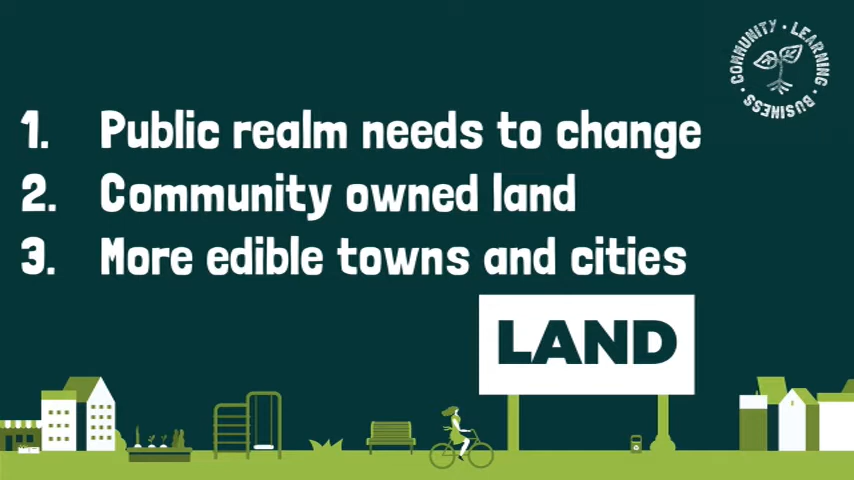 COMMUNITY · LEARNING · BUSINESS ·
1. Public realm needs to change
2. Community owned land
3. More edible towns and cities
LAND